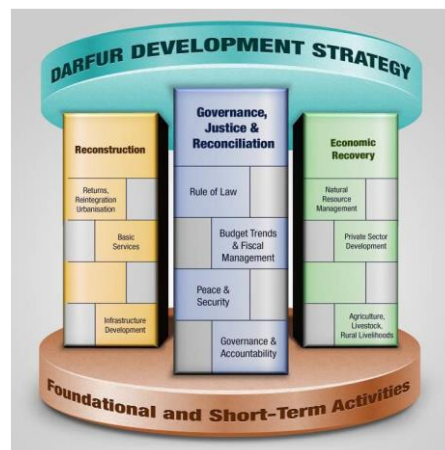 DARFUR DEVELOPMENT STRATEGY
Reconstruction
Returns,
Reintegration
Urbanisation
Basic
Services
Infrastructure
Development
Governance,
Justice &
Reconciliation
Rule of Law
Budget Trends
& Fiscal
Management
Peace &
Security
Governance &
Accountability
Economic
Recovery
Natural
Resource
Management
Private Sector
Development
Agriculture,
Livestock,
Rural Livelihoods
Foundational and Short-Term Activities